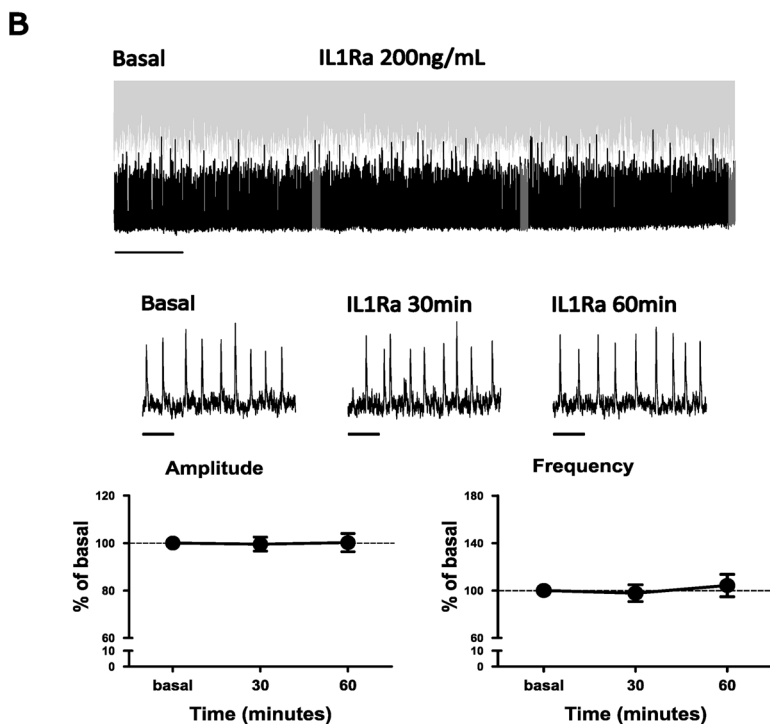 B
Basal IL1Ra 200ng/mL
Basal IL1Ra 30min IL1Ra 60min
Amplitude
% of basal
120
100
80
60
10
0
basal 30 60
Time (minutes)
Frequency
% of basal
180
140
100
60
10
0
basal 30 60
Time (minutes)